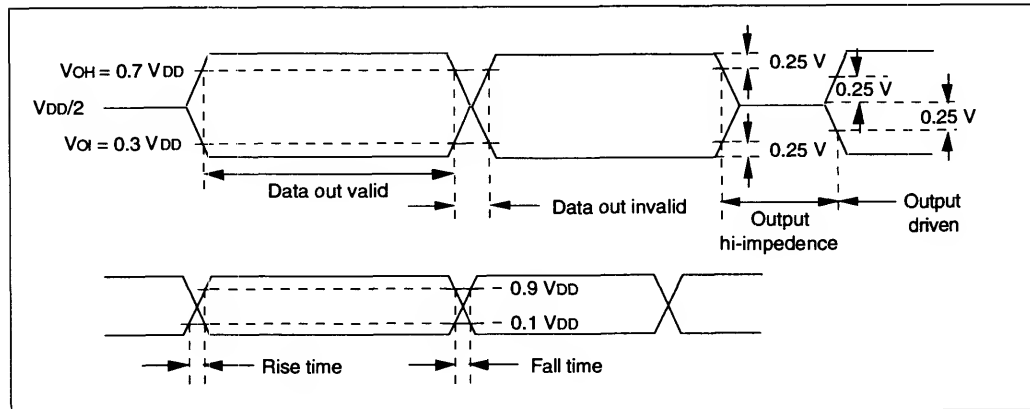 VOH = 0.7 VDD
VDD/2
VOl = 0.3 VDD
0.25 V
0.25 V
0.25 V
0.25 V
Data out valid
Data out invalid
Output
hi-impedence
Output
driven
0.9 VDD
0.1 VDD
Rise time
Fall time